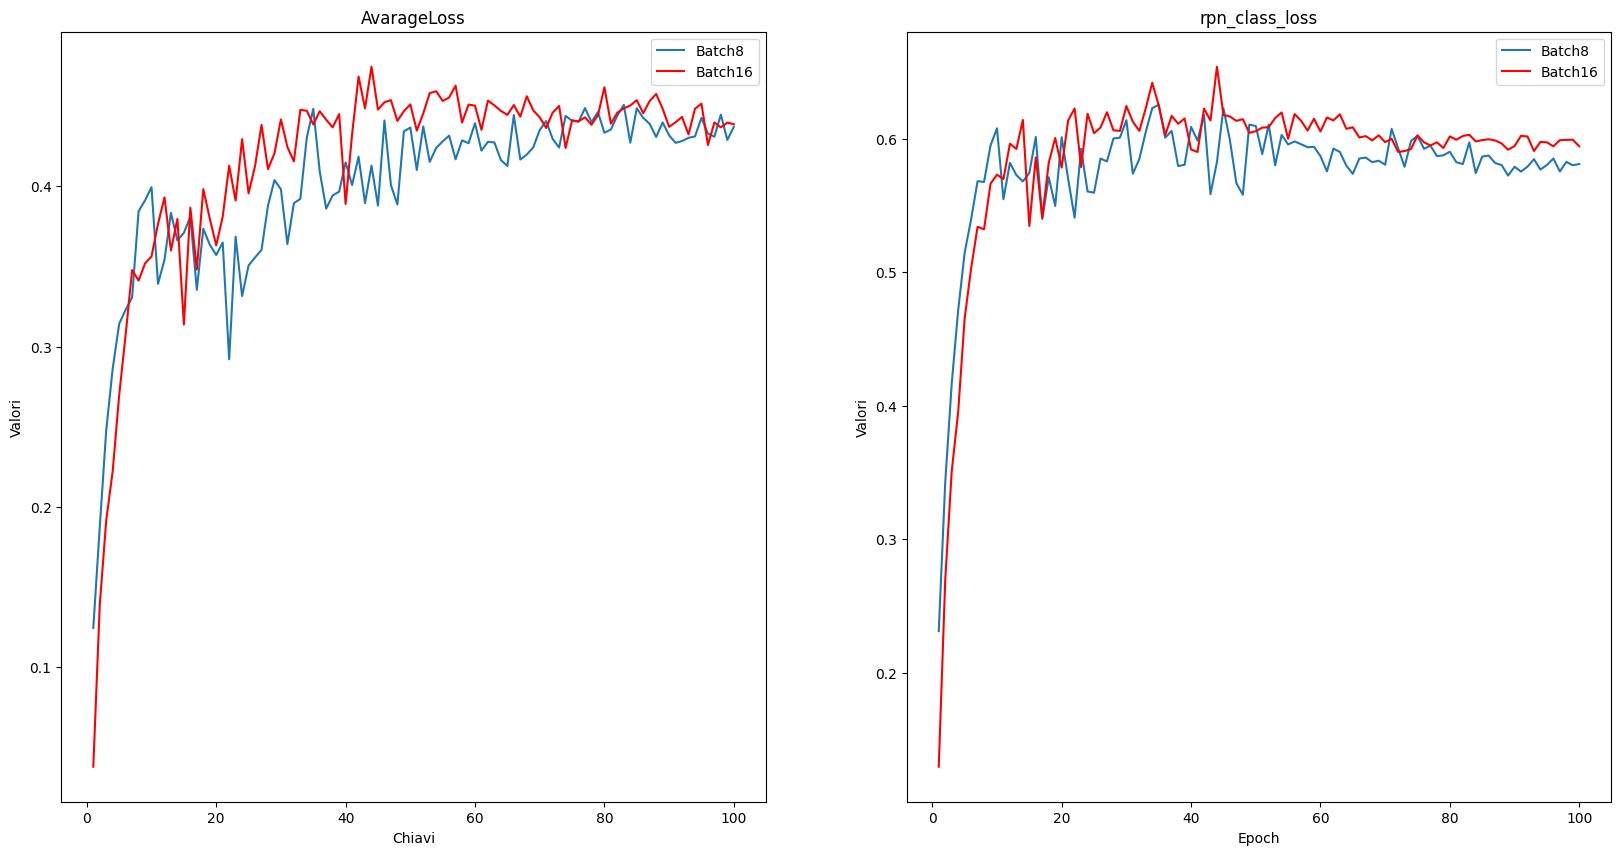 AvarageLoss
Batch8
Batch16
0.4
0.3
0.2
0.1
Valori
0
20
40
60
80
100
Chiavi
rpn_class_loss
Batch8
Batch16
0.6
0.5
0.4
0.3
0.2
Valori
0
20
40
60
80
100
Epoch